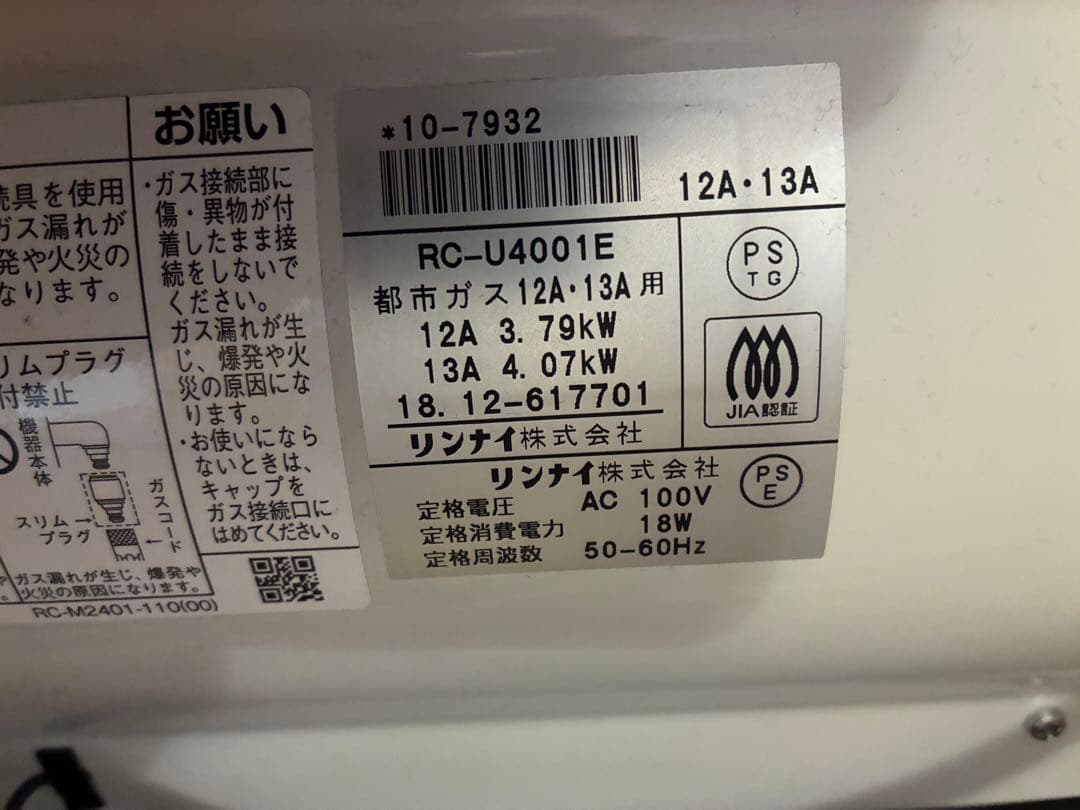 続具を使用
ガス漏れが
発や火災の
なります。
リムプラグ
付禁止
機器本体
ガスコード
スリム
プラグ
ガス漏れが生じ、爆発や
火災の原因になります。
RC-M2401-110(00)
お願い
・ガス接続部に
傷・異物が付
着したまま接
続をしないで
ください。
ガス漏れが生
じ、爆発や火
災の原因にな
ります。
・お使いになら
ないときは、
キャップを
ガス接続口に
はめてください。
*10-7932
12A・13A
RC-U4001E
都市ガス12A・13A用
12A 3.79kW
13A 4.07kW
18.12-617701
リンナイ株式会社
PS
TG
JIA認証
リンナイ株式会社
定格電圧 AC 100V
定格消費電力 18W
定格周波数 50-60Hz
PS
E